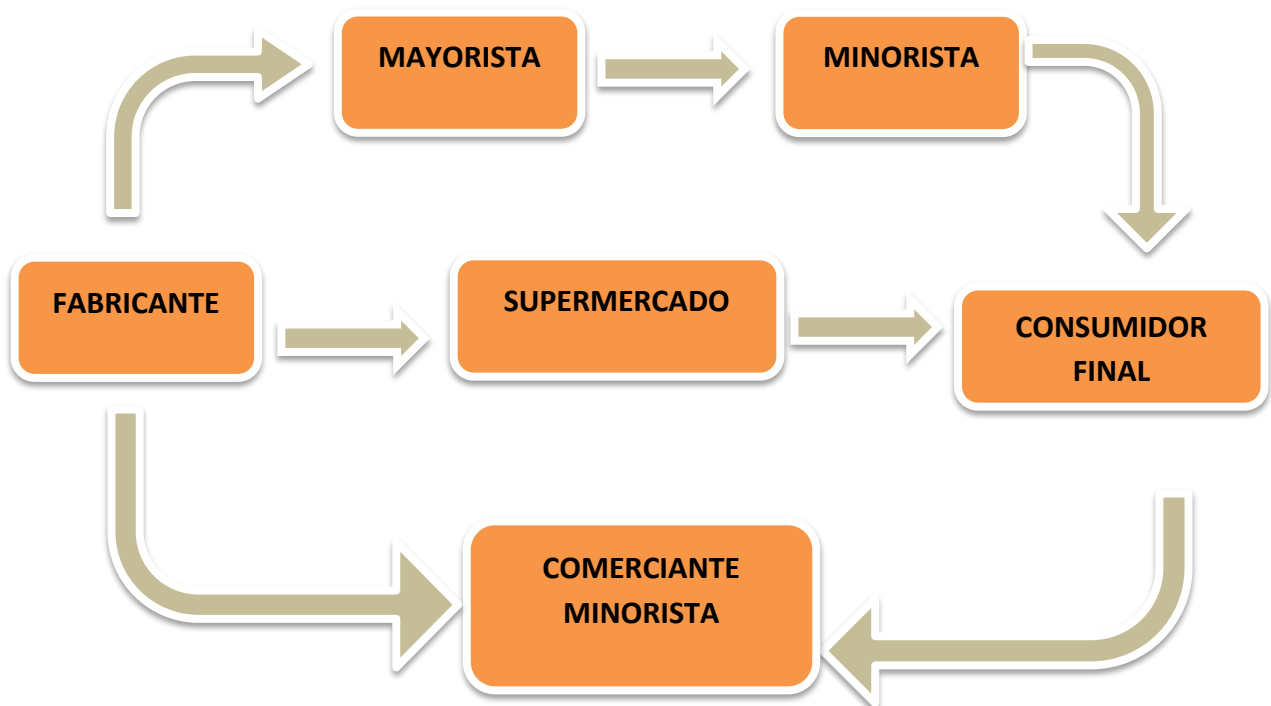 MAYORISTA
MINORISTA
FABRICANTE
SUPERMERCADO
CONSUMIDOR
FINAL
COMERCIANTE
MINORISTA